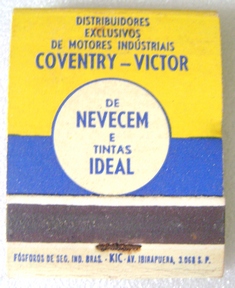 DISTRIBUIDORES
EXCLUSIVOS
DE MOTORES INDÚSTRIAIS
COVENTRY - VICTOR
DE
NEVECEM
E
TINTAS
IDEAL
FÓSFOROS DE SEG. IND. BRAS. - KIC - AV. IBIRAPUERA, 3.068 S. P.